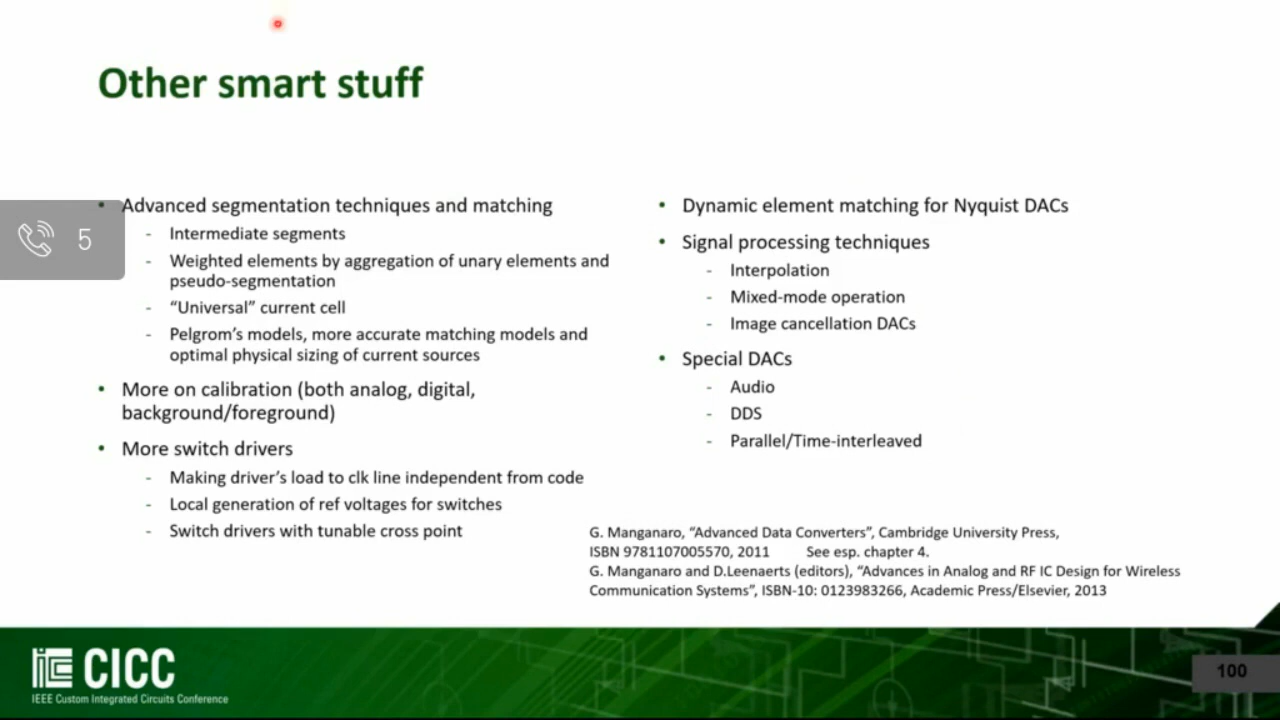 Other smart stuff
5
• Advanced segmentation techniques and matching
- Intermediate segments
- Weighted elements by aggregation of unary elements and
pseudo-segmentation
- “Universal” current cell
- Pelgrom’s models, more accurate matching models and
optimal physical sizing of current sources
• More on calibration (both analog, digital,
background/foreground)
• More switch drivers
- Making driver’s load to clk line independent from code
- Local generation of ref voltages for switches
- Switch drivers with tunable cross point
• Dynamic element matching for Nyquist DACs
• Signal processing techniques
- Interpolation
- Mixed-mode operation
- Image cancellation DACs
• Special DACs
- Audio
- DDS
- Parallel/Time-interleaved
G. Manganaro, “Advanced Data Converters”, Cambridge University Press,
ISBN 9781107005570, 2011 See esp. chapter 4.
G. Manganaro and D.Leenaerts (editors), “Advances in Analog and RF IC Design for Wireless
Communication Systems”, ISBN-10: 0123983266, Academic Press/Elsevier, 2013
CICC
IEEE Custom Integrated Circuits Conference
100